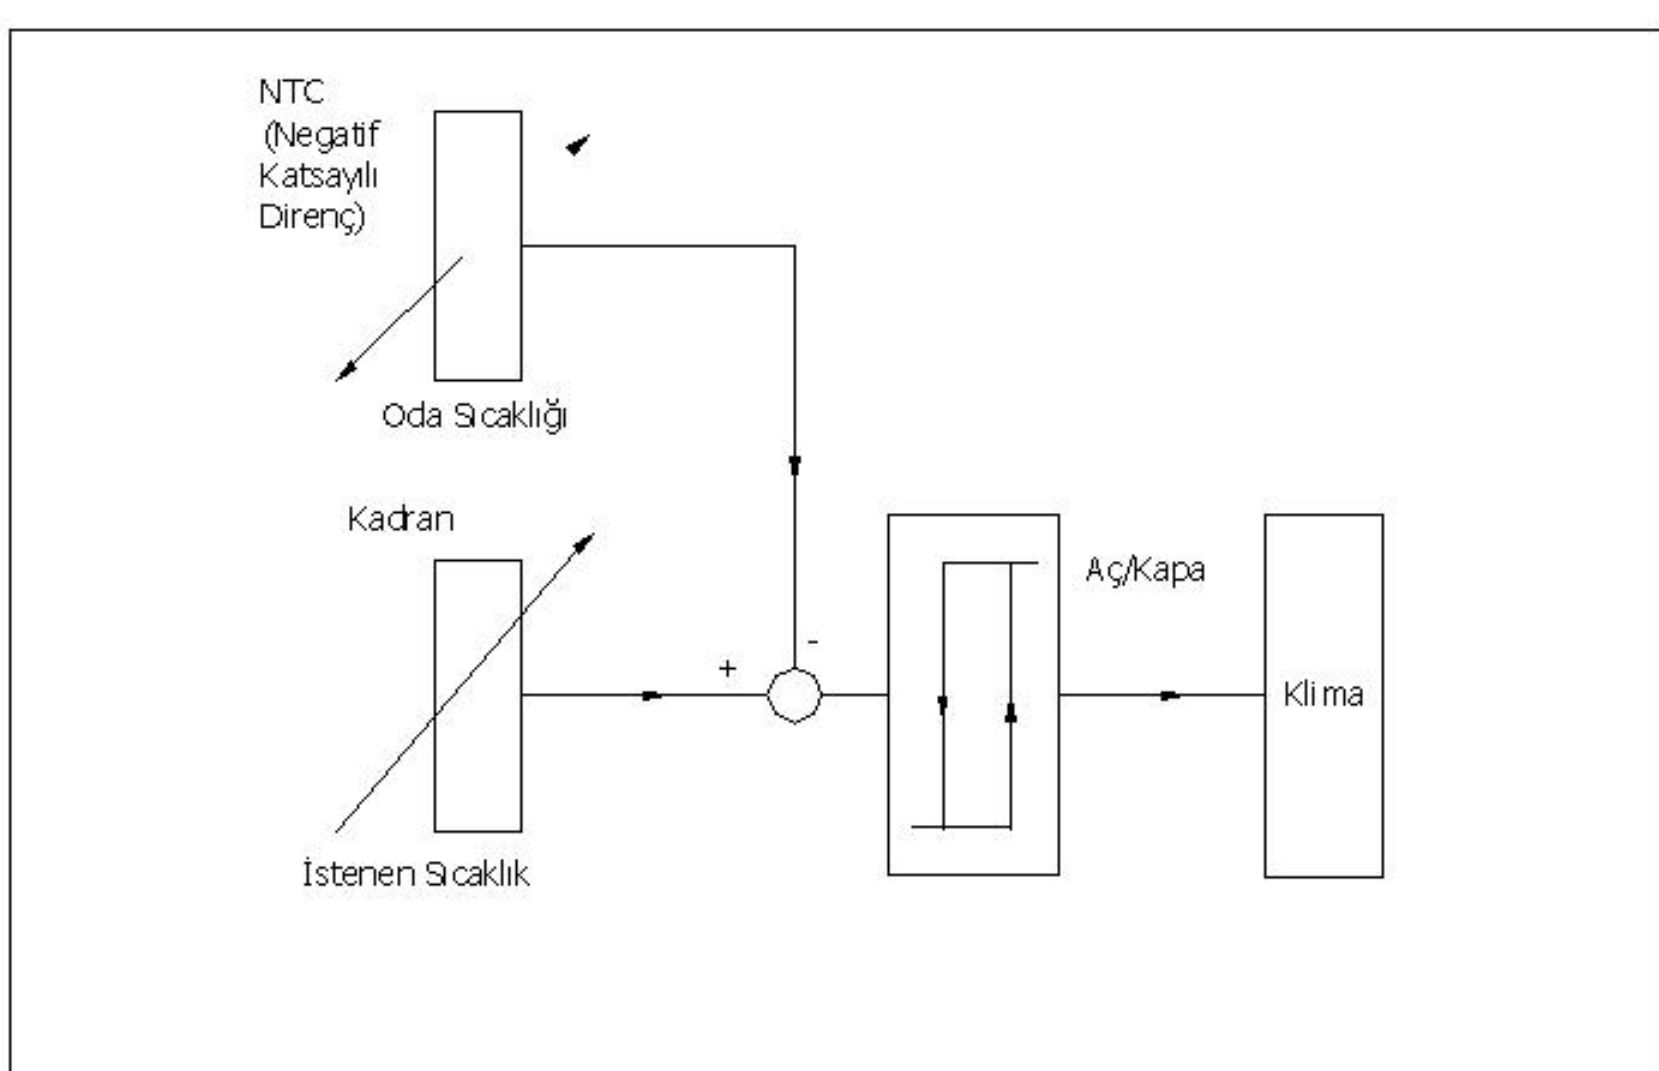 NTC
(Negatif
Katsayılı
Direnç)
Oda Sıcaklığı
Kadran
İstenen Sıcaklık
+
-
Aç/Kapa
Klima